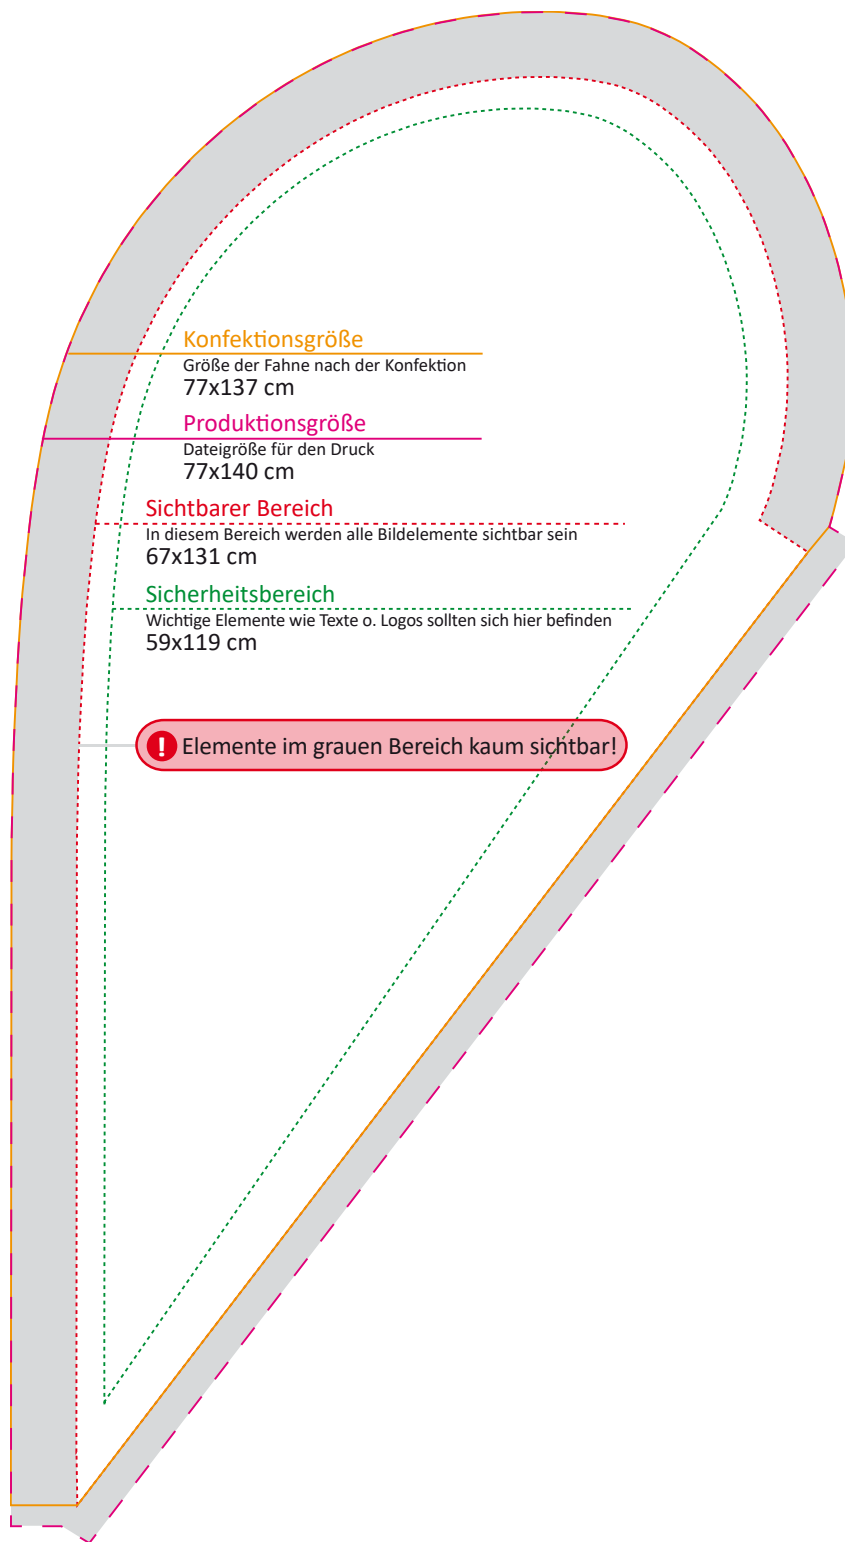 Konfektionsgröße
Größe der Fahne nach der Konfektion
77x137 cm
Produktionsgröße
Dateigröße für den Druck
77x140 cm
Sichtbarer Bereich
In diesem Bereich werden alle Bildelemente sichtbar sein
67x131 cm
Sicherheitsbereich
Wichtige Elemente wie Texte o. Logos sollten sich hier befinden
59x119 cm
! Elemente im grauen Bereich kaum sichtbar!